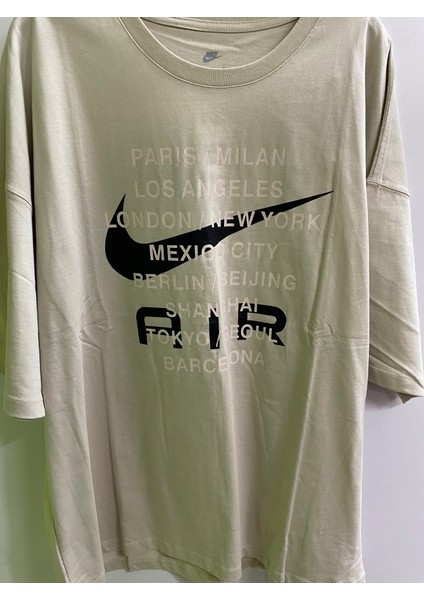 PARIS / MILAN
LOS ANGELES
LONDON / NEW YORK
MEXICO CITY
BERLIN / BEIJING
SHANGHAI
AIR
TOKYO / SEOUL
BARCELONA